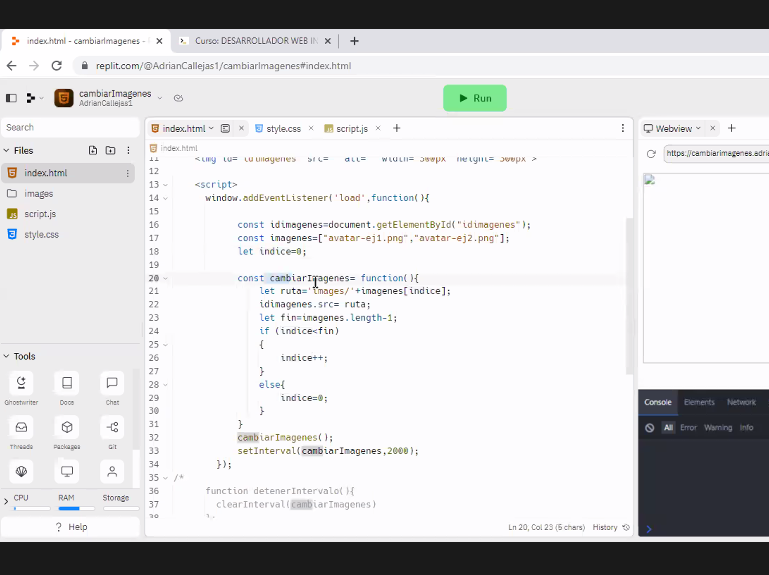 index.html - cambiarImagenes -
Curso: DESARROLLADOR WEB IN
replit.com/@AdrianCallejas1/cambiarImagenes#index.html
cambiarImagenes
AdrianCallejas1
Run
Search
index.html
style.css
script.js
Webview
Files
index.html
https://cambiarimagenes.adria
index.html
images
script.js
style.css
11 <img id="idimagenes" src="" alt="" width="500px" height="500px">
12
13 <script>
14 window.addEventListener('load',function(){
15
16 const idimagenes=document.getElementById("idimagenes");
17 const imagenes=["avatar-ej1.png","avatar-ej2.png"];
18 let indice=0;
19
20 const cambiarImagenes= function(){
21 let ruta='images/'+imagenes[indice];
22 idimagenes.src= ruta;
23 let fin=imagenes.length-1;
24 if (indice<fin)
25 {
26 indice++;
27 }
28 else{
29 indice=0;
30 }
31 }
32 cambiarImagenes();
33 setInterval(cambiarImagenes,2000);
34 });
35 /*
36 function detenerIntervalo(){
37 clearInterval(cambiarImagenes)
38 };
Tools
Ghostwriter
Docs
Chat
Threads
Packages
Git
CPU
RAM
Storage
? Help
Console
Elements
Network
All
Error
Warning
Info
Ln 20, Col 23 (5 chars)
History